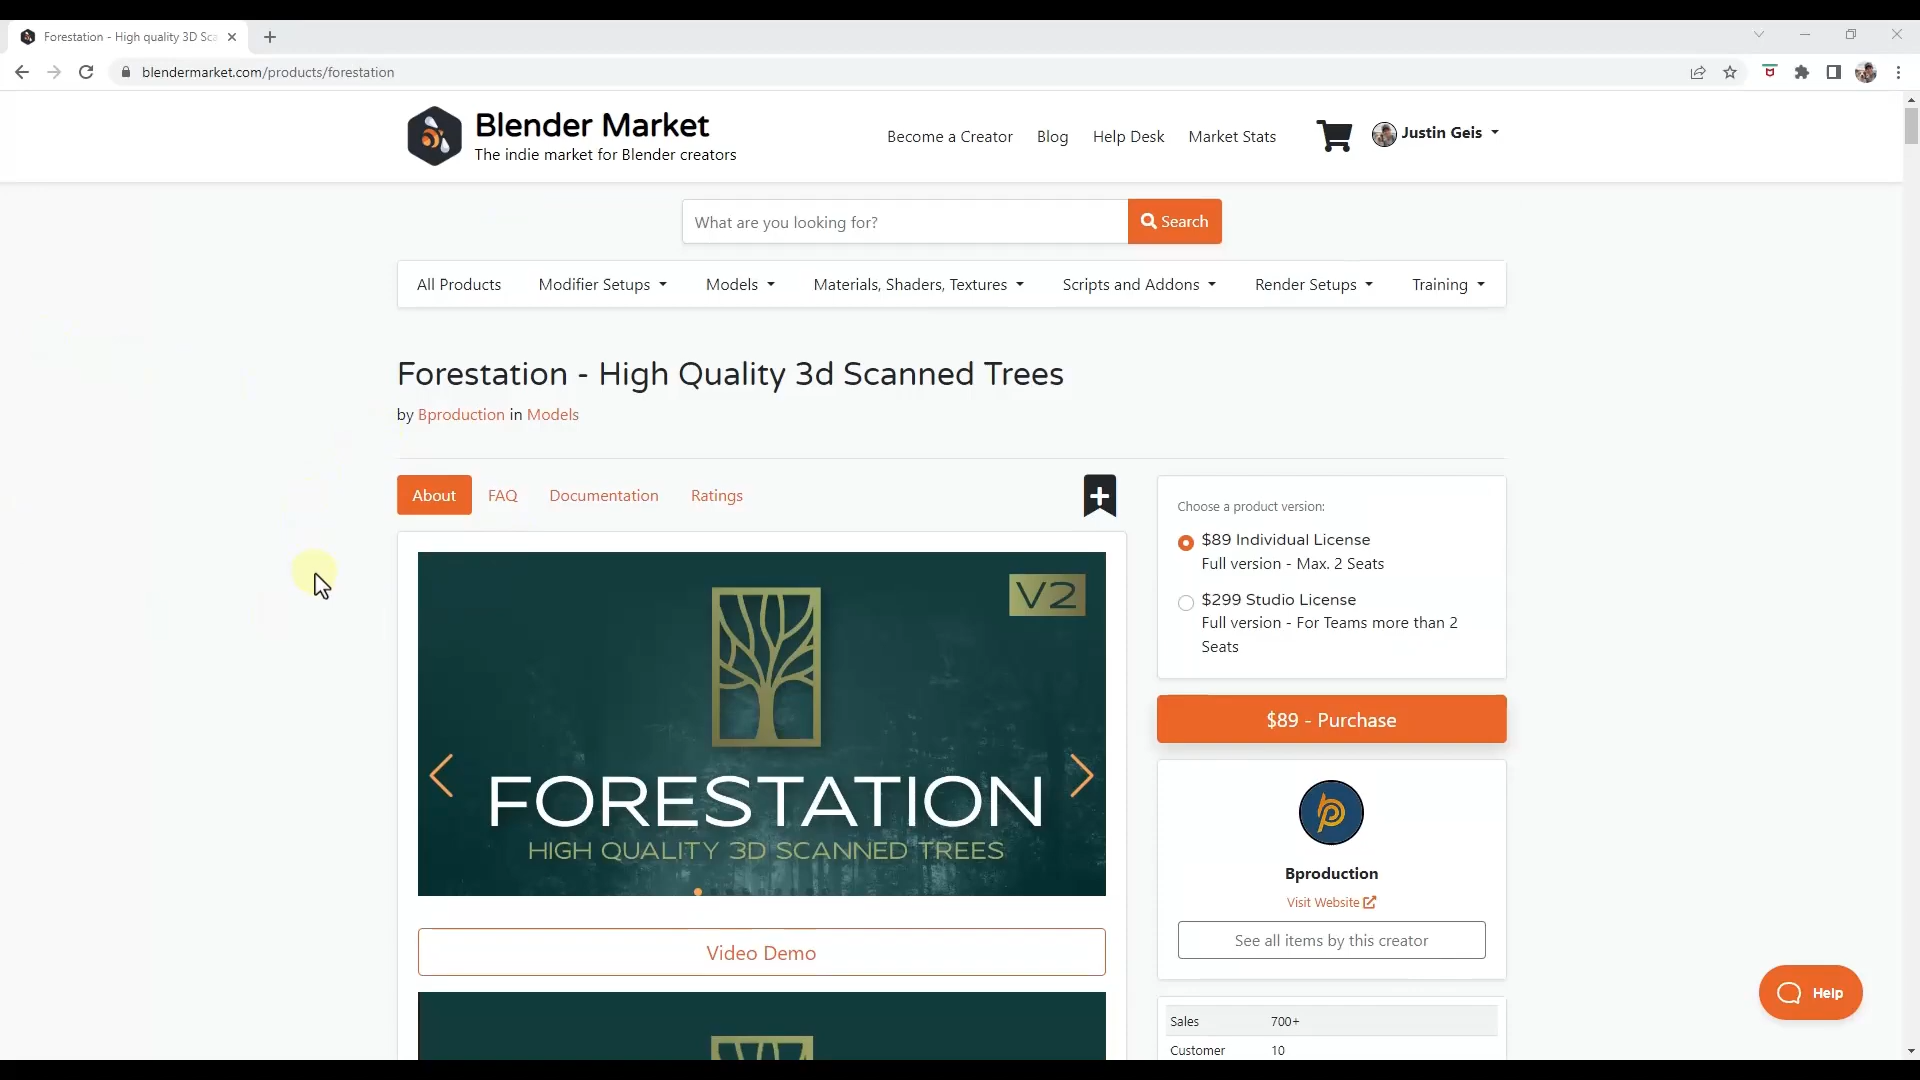 Forestation - High quality 3D Sca
blendermarket.com/products/forestation
Blender Market
The indie market for Blender creators
Become a Creator
Blog
Help Desk
Market Stats
Justin Geis
What are you looking for?
Search
All Products
Modifier Setups
Models
Materials, Shaders, Textures
Scripts and Addons
Render Setups
Training
Forestation - High Quality 3d Scanned Trees
by Bproduction in Models
About
FAQ
Documentation
Ratings
V2
FORESTATION
HIGH QUALITY 3D SCANNED TREES
Video Demo
Choose a product version:
$89 Individual License
Full version - Max. 2 Seats
$299 Studio License
Full version - For Teams more than 2
Seats
$89 - Purchase
Bproduction
Visit Website
See all items by this creator
Sales 700+
Customer 10
Help